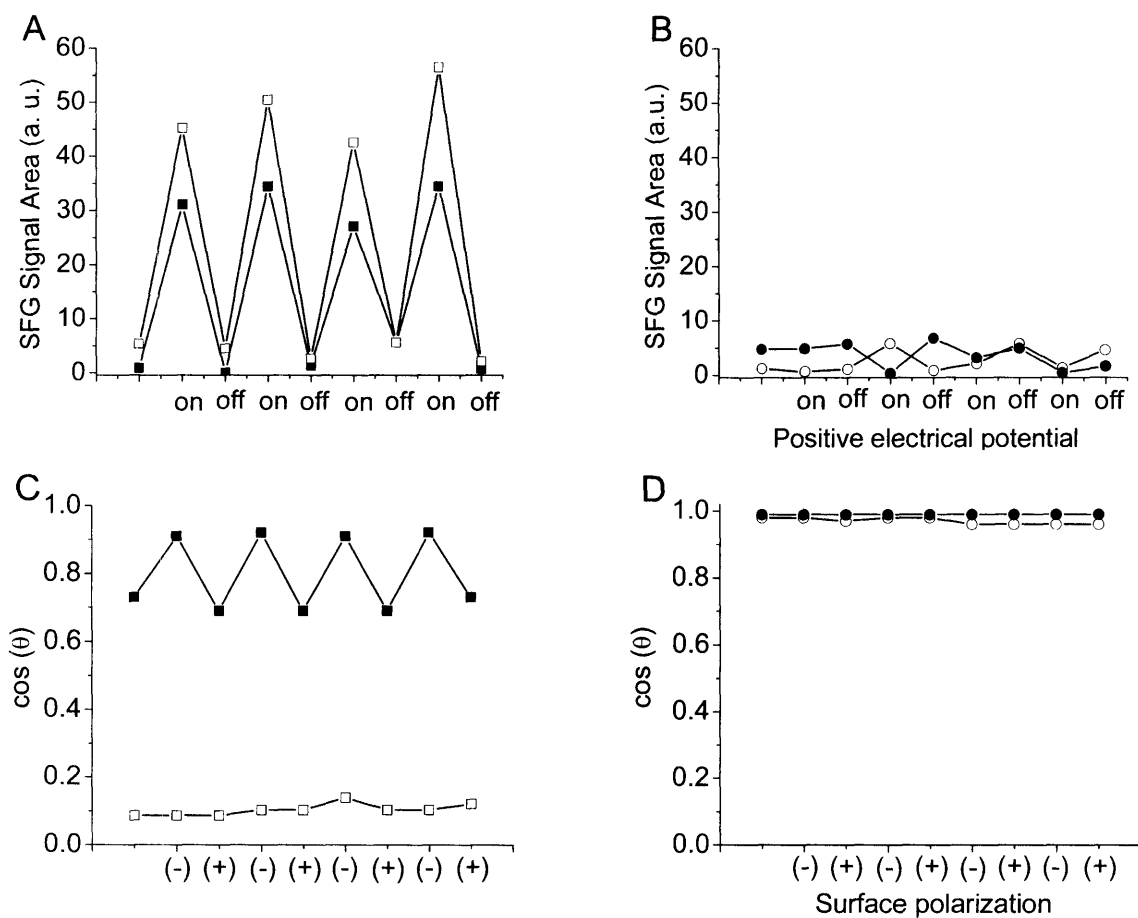 A
SFG Signal Area (a. u.)
60
50
40
30
20
10
0
on off on off on off on off
B
SFG Signal Area (a.u.)
60
50
40
30
20
10
0
on off on off on off on off
Positive electrical potential
C
cos (θ)
1.0
0.8
0.6
0.4
0.2
0.0
(-) (+) (-) (+) (-) (+) (-) (+)
D
cos (θ)
1.0
0.8
0.6
0.4
0.2
0.0
(-) (+) (-) (+) (-) (+) (-) (+)
Surface polarization